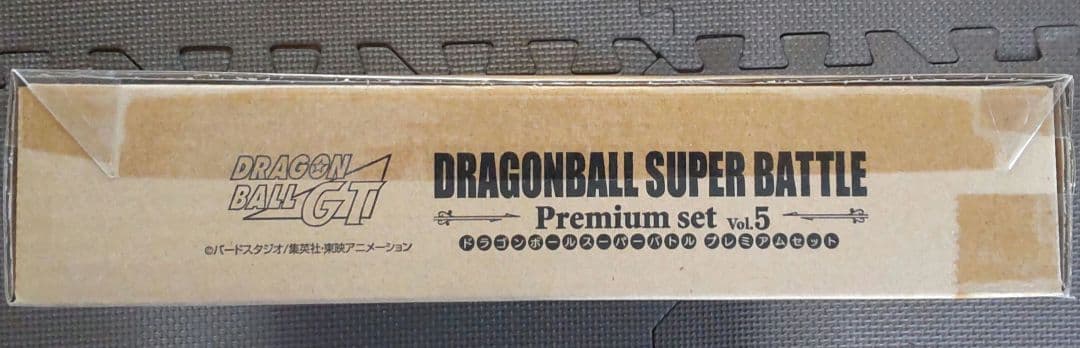 DRAGON
BALL GT
©バードスタジオ/集英社・東映アニメーション
DRAGONBALL SUPER BATTLE
Premium set Vol.5
ドラゴンボールスーパーバトル プレミアムセット